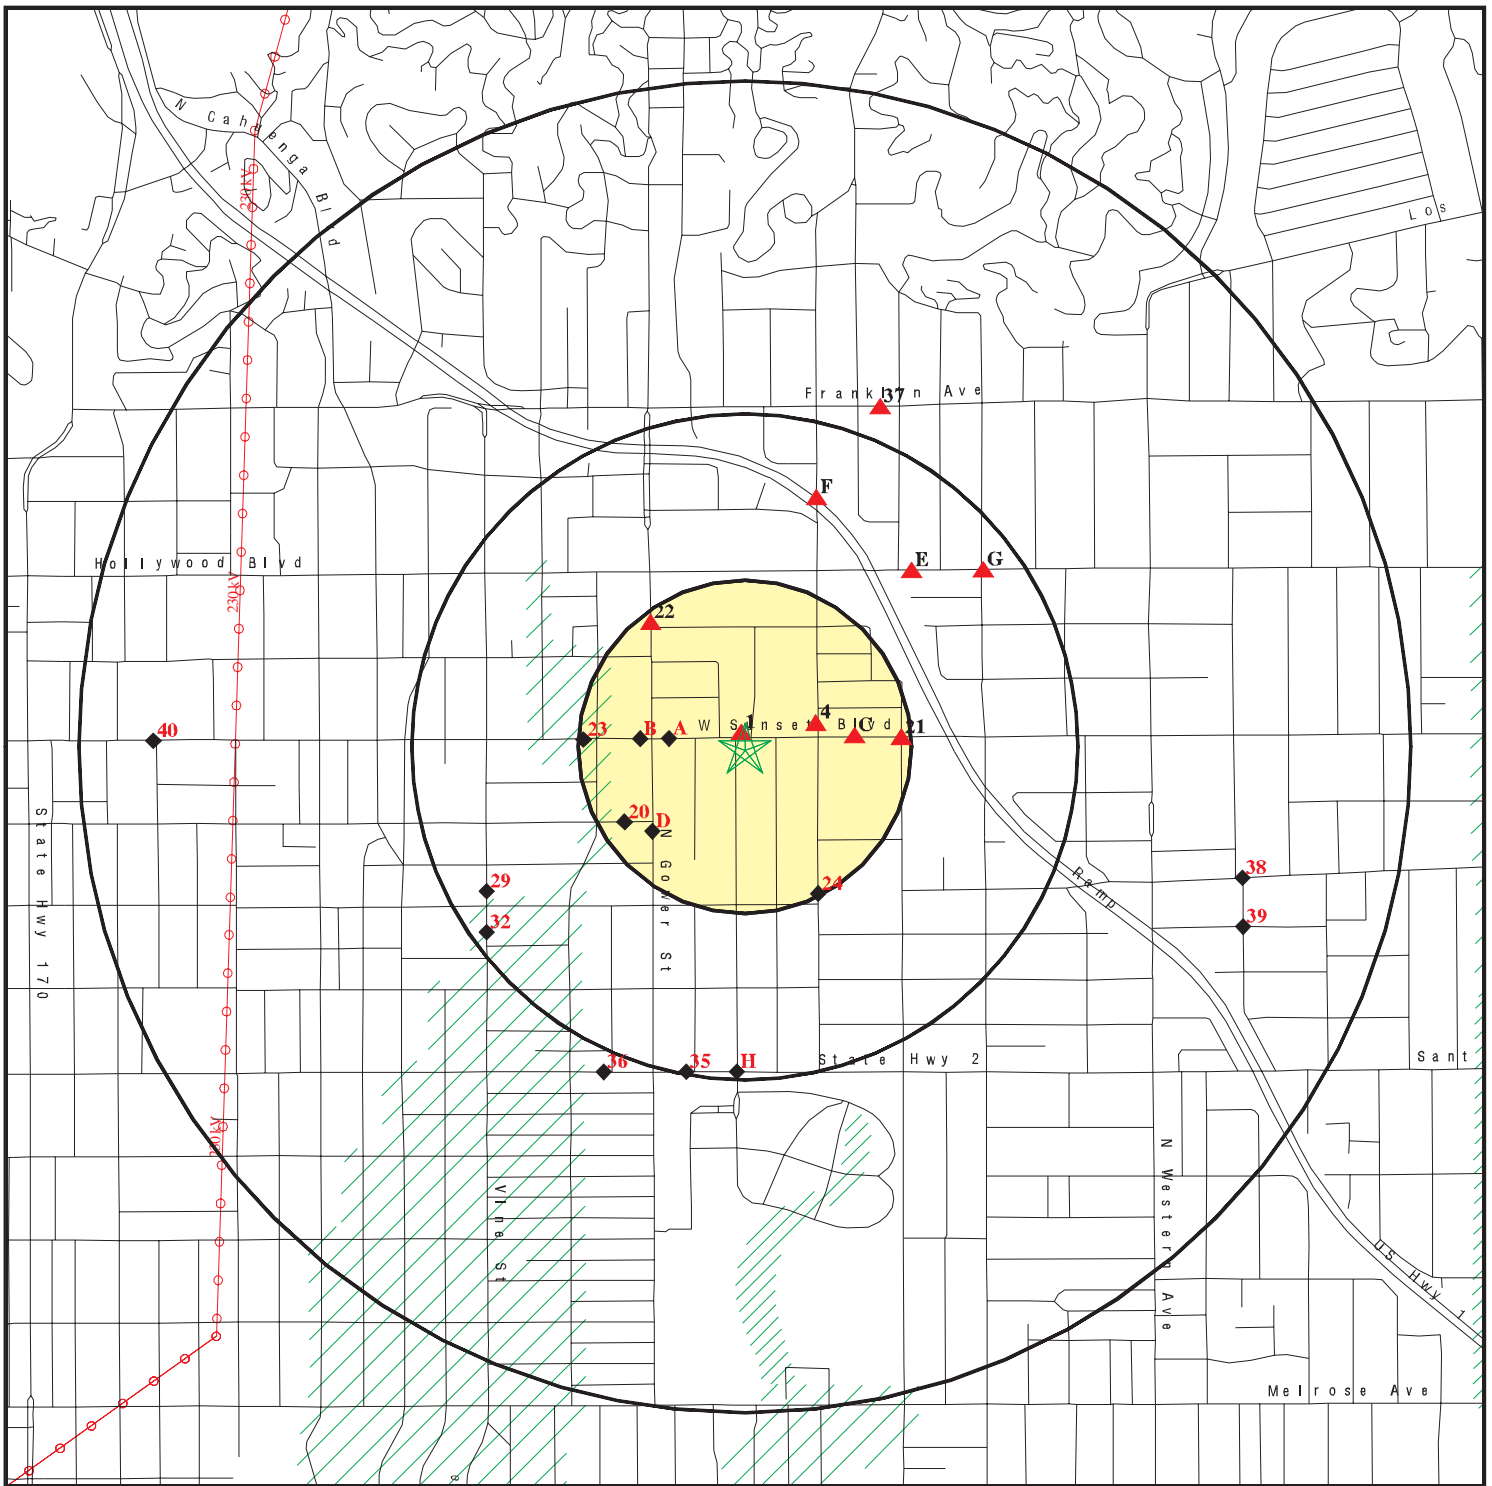 N Cahuenga Blvd
230kV
Los
Franklin Ave
37
F
Hollywood Blvd
E
G
230kV
22
W Sunset Blvd
1
4
C
21
40
23
B
A
20
D
State Hwy 170
N Gower St
29
24
Ramp
38
32
39
36
35
H
State Hwy 2
Sant
230kV
N Western Ave
Vine St
US Hwy 1
Melrose Ave